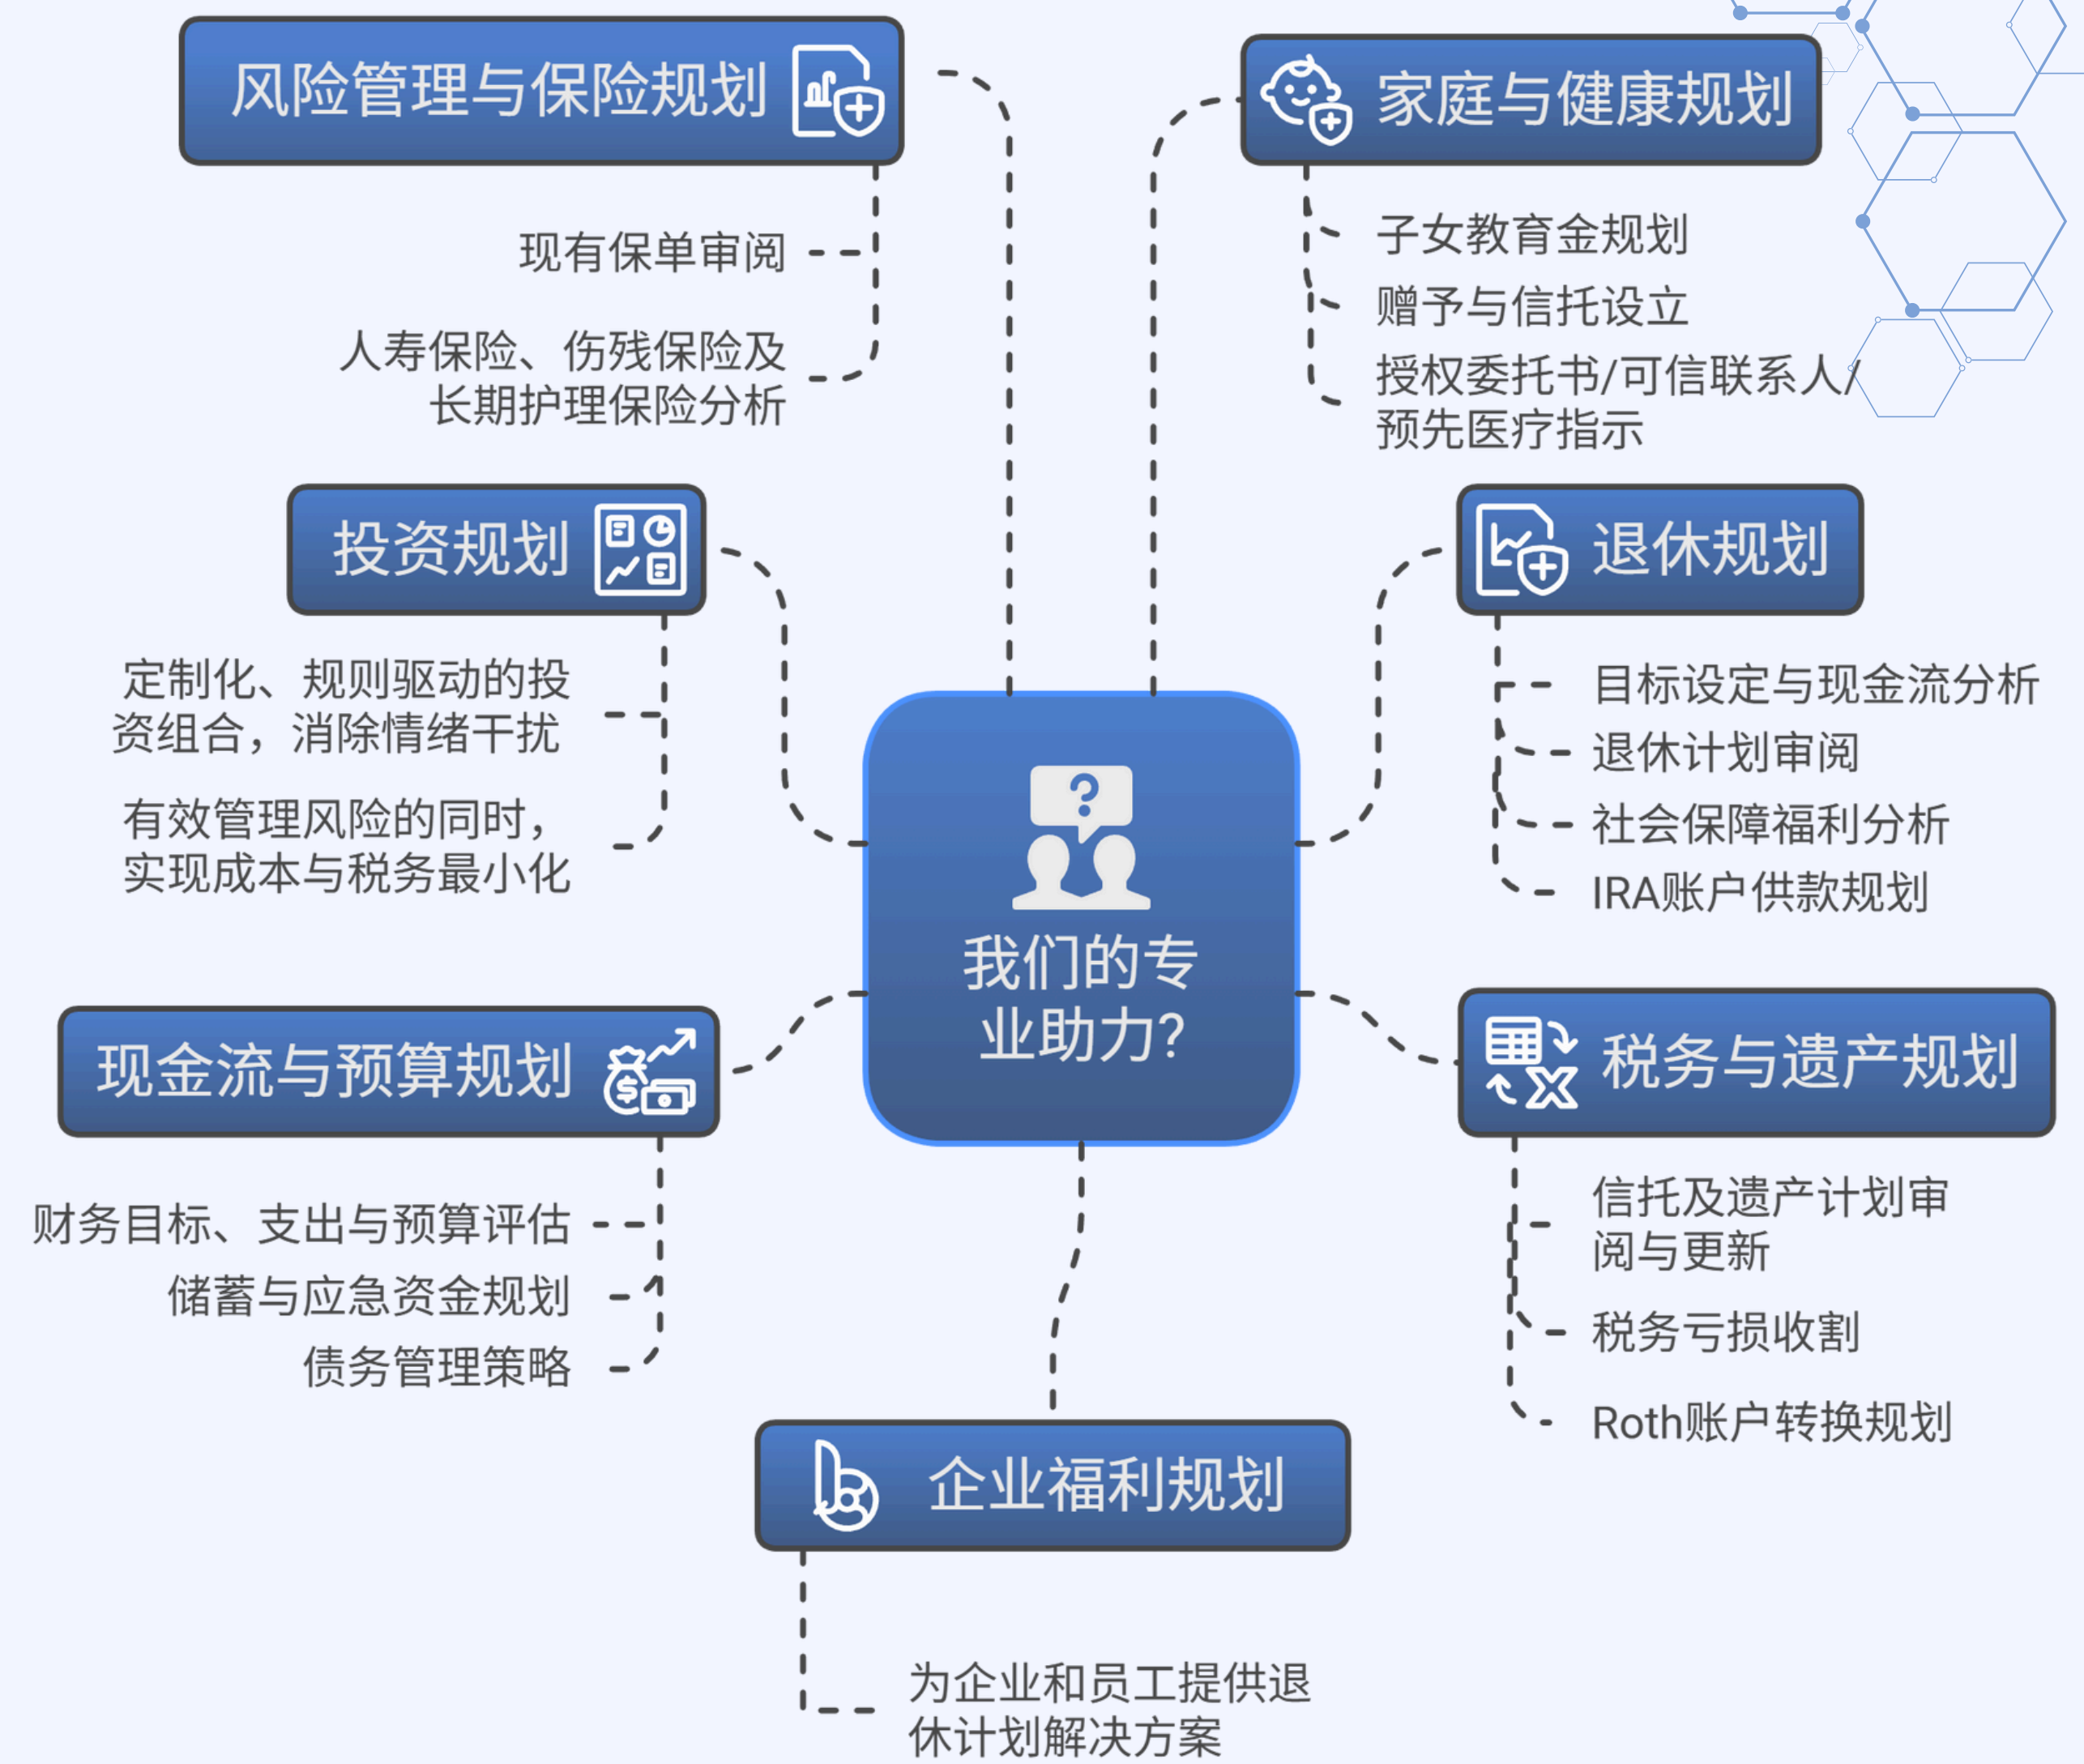 风险管理与保险规划
现有保单审阅
人寿保险、伤残保险及
长期护理保险分析
家庭与健康规划
子女教育金规划
赠予与信托设立
授权委托书/可信联系人/
预先医疗指示
投资规划
定制化、规则驱动的投
资组合，消除情绪干扰
有效管理风险的同时，
实现成本与税务最小化
退休规划
目标设定与现金流分析
退休计划审阅
社会保障福利分析
IRA账户供款规划
?
我们的专
业助力?
现金流与预算规划
财务目标、支出与预算评估
储蓄与应急资金规划
债务管理策略
税务与遗产规划
信托及遗产计划审
阅与更新
税务亏损收割
Roth账户转换规划
企业福利规划
为企业和员工提供退
休计划解决方案